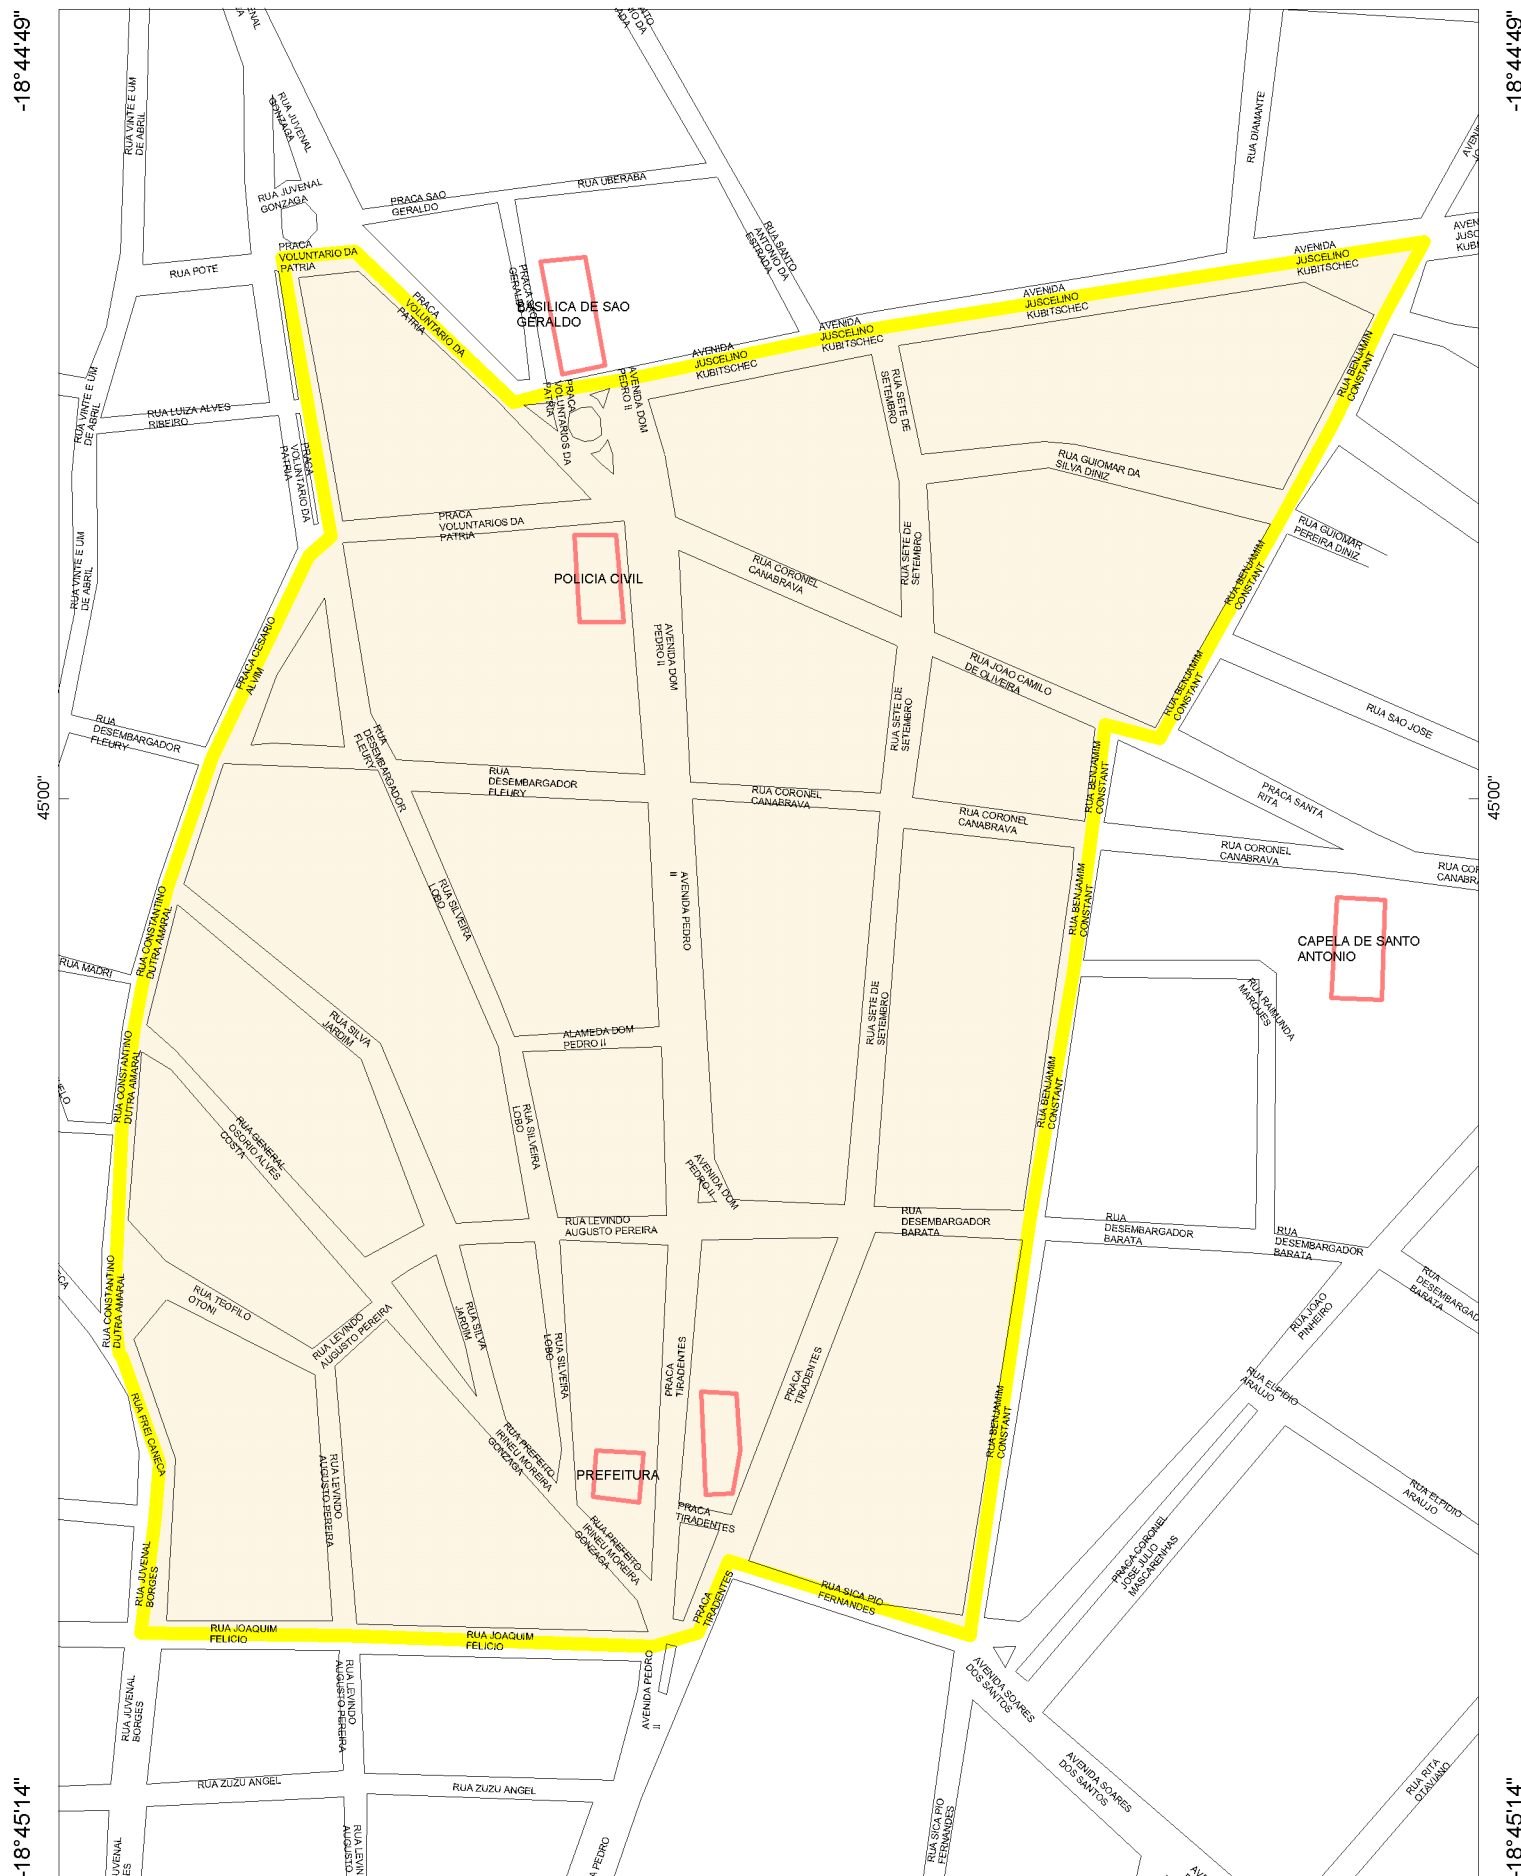 -18°44'49"
-18°44'49"
RUA VINTE E UM
DE ABRIL
RUA JUVENAL
GONZAGA
RUA DIAMANTE
RUA JUVENAL
GONZAGA
PRACA SAO
GERALDO
RUA UBERABA
RUA SANTO
ANTONIO DA
ESTRADA
PRACA
VOLUNTARIO DA
PATRIA
RUA POTE
AVENIDA
JUSCELINO
KUBITSCHEC
AVENIDA
JUSCELINO
KUBITSCHEC
AVENIDA
JUSCELINO
KUBITSCHEC
AVENIDA
JUSCELINO
KUBITSCHEC
PRACA
VOLUNTARIO DA
PATRIA
BASILICA DE SAO
GERALDO
RUA BENJAMIN
CONSTANT
RUA VINTE E UM
DE ABRIL
RUA LUIZA ALVES
RIBEIRO
PRACA
VOLUNTARIO DA
PATRIA
PRACA
VOLUNTARIOS DA
PATRIA
AVENIDA DOM
PEDRO II
RUA SETE DE
SETEMBRO
RUA GUIOMAR DA
SILVA DINIZ
RUA GUIOMAR
PEREIRA DINIZ
PRACA
VOLUNTARIOS DA
PATRIA
POLICIA CIVIL
RUA CORONEL
CANABRAVA
RUA SETE DE
SETEMBRO
RUA BENJAMIM
CONSTANT
RUA VINTE E UM
DE ABRIL
PRACA CESARIO
ALVIM
AVENIDA DOM
PEDRO II
RUA JOAO CAMILO
DE OLIVEIRA
RUA BENJAMIM
CONSTANT
RUA SAO JOSE
RUA
DESEMBARGADOR
FLEURY
RUA
DESEMBARGADOR
FLEURY
RUA
DESEMBARGADOR
FLEURY
RUA SETE DE
SETEMBRO
RUA BENJAMIM
CONSTANT
PRACA SANTA
RITA
45'00"
45'00"
RUA CORONEL
CANABRAVA
RUA CORONEL
CANABRAVA
RUA CORONEL
CANABRAVA
RUA SILVEIRA
LOBO
AVENIDA PEDRO
II
RUA BENJAMIM
CONSTANT
CAPELA DE SANTO
ANTONIO
RUA CONSTANTINO
DUTRA AMARAL
RUA MADRI
RUA SILVA
JARDIM
ALAMEDA DOM
PEDRO II
RUA SETE DE
SETEMBRO
RUA RAIMUNDA
MARQUES
RUA CONSTANTINO
DUTRA AMARAL
RUA BENJAMIM
CONSTANT
RUA GENERAL
OSORIO ALVES
COSTA
RUA SILVEIRA
LOBO
AVENIDA DOM
PEDRO II
RUA LEVINDO
AUGUSTO PEREIRA
RUA
DESEMBARGADOR
BARATA
RUA
DESEMBARGADOR
BARATA
RUA
DESEMBARGADOR
BARATA
RUA CONSTANTINO
DUTRA AMARAL
RUA TEOFILO
OTONI
RUA LEVINDO
AUGUSTO PEREIRA
RUA SILVA
JARDIM
RUA SILVEIRA
LOBO
PRACA
TIRADENTES
PRACA
TIRADENTES
RUA JOAO
PINHEIRO
RUA
BARATA
RUA ELPIDIO
ARAUJO
RUA FREI CANECA
RUA BENJAMIM
CONSTANT
RUA PREFEITO
IRINEU MOREIRA
GONZAGA
PREFEITURA
RUA LEVINDO
AUGUSTO PEREIRA
PRACA
TIRADENTES
RUA ELPIDIO
ARAUJO
RUA PREFEITO
IRINEU MOREIRA
GONZAGA
PRACA CORONEL
JOSE JULIO
MASCARENHAS
RUA JUVENAL
BORGES
RUA SICA PIO
FERNANDES
PRACA
TIRADENTES
RUA JOAQUIM
FELICIO
RUA JOAQUIM
FELICIO
RUA JUVENAL
BORGES
RUA LEVINDO
AUGUSTO PEREIRA
AVENIDA PEDRO
II
AVENIDA SOARES
DOS SANTOS
RUA ZUZU ANGEL
RUA ZUZU ANGEL
AVENIDA SOARES
DOS SANTOS
RUA RITA
OTAVIANO
RUA SICA PIO
FERNANDES
-18°45'14"
-18°45'14"